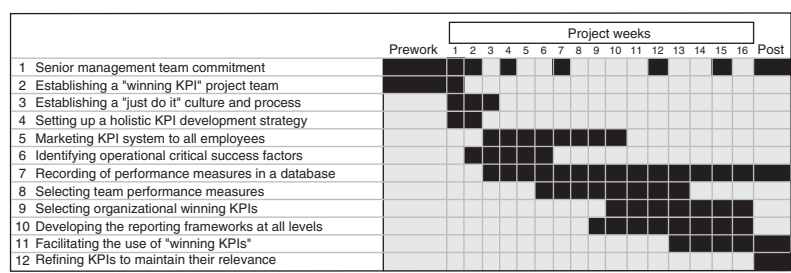 Project weeks
Prework 1 2 3 4 5 6 7 8 9 10 11 12 13 14 15 16 Post
1 Senior management team commitment
2 Establishing a "winning KPI" project team
3 Establishing a "just do it" culture and process
4 Setting up a holistic KPI development strategy
5 Marketing KPI system to all employees
6 Identifying operational critical success factors
7 Recording of performance measures in a database
8 Selecting team performance measures
9 Selecting organizational winning KPIs
10 Developing the reporting frameworks at all levels
11 Facilitating the use of "winning KPIs"
12 Refining KPIs to maintain their relevance